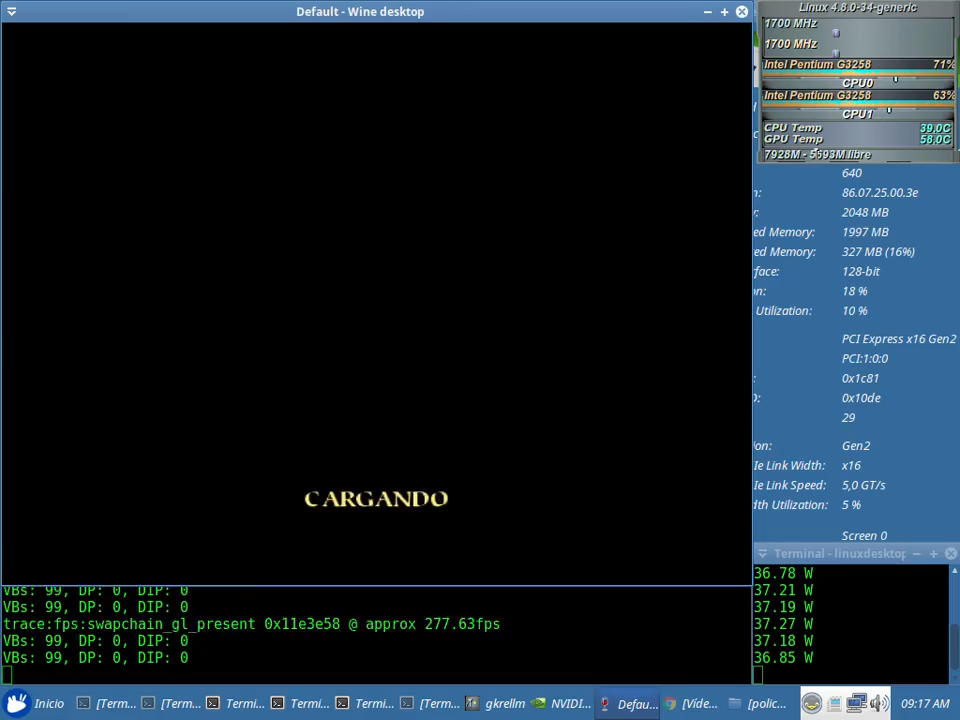 Default - Wine desktop
Linux 4.8.0-34-generic
1700 MHz
1700 MHz
Intel Pentium G3258 71%
CPU0
Intel Pentium G3258 63%
CPU1
CPU Temp 39.0C
GPU Temp 58.0C
7928M - 5593M libre
640
n: 86.07.25.00.3e
y: 2048 MB
ed Memory: 1997 MB
ed Memory: 327 MB (16%)
face: 128-bit
on: 18 %
Utilization: 10 %
PCI Express x16 Gen2
PCI:1:0:0
: 0x1c81
D: 0x10de
29
ion: Gen2
Ie Link Width: x16
Ie Link Speed: 5,0 GT/s
dth Utilization: 5 %
Screen 0
CARGANDO
Terminal - linuxdesktop
36.78 W
37.21 W
37.19 W
37.27 W
37.18 W
36.85 W
VBs: 99, DP: 0, DIP: 0
VBs: 99, DP: 0, DIP: 0
trace:fps:swapchain_gl_present 0x11e3e58 @ approx 277.63fps
VBs: 99, DP: 0, DIP: 0
VBs: 99, DP: 0, DIP: 0
Inicio [Term... [Term... Termi... Termi... Termi... [Term... gkrellm NVIDI... Defau... [Víde... [polic... 09:17 AM